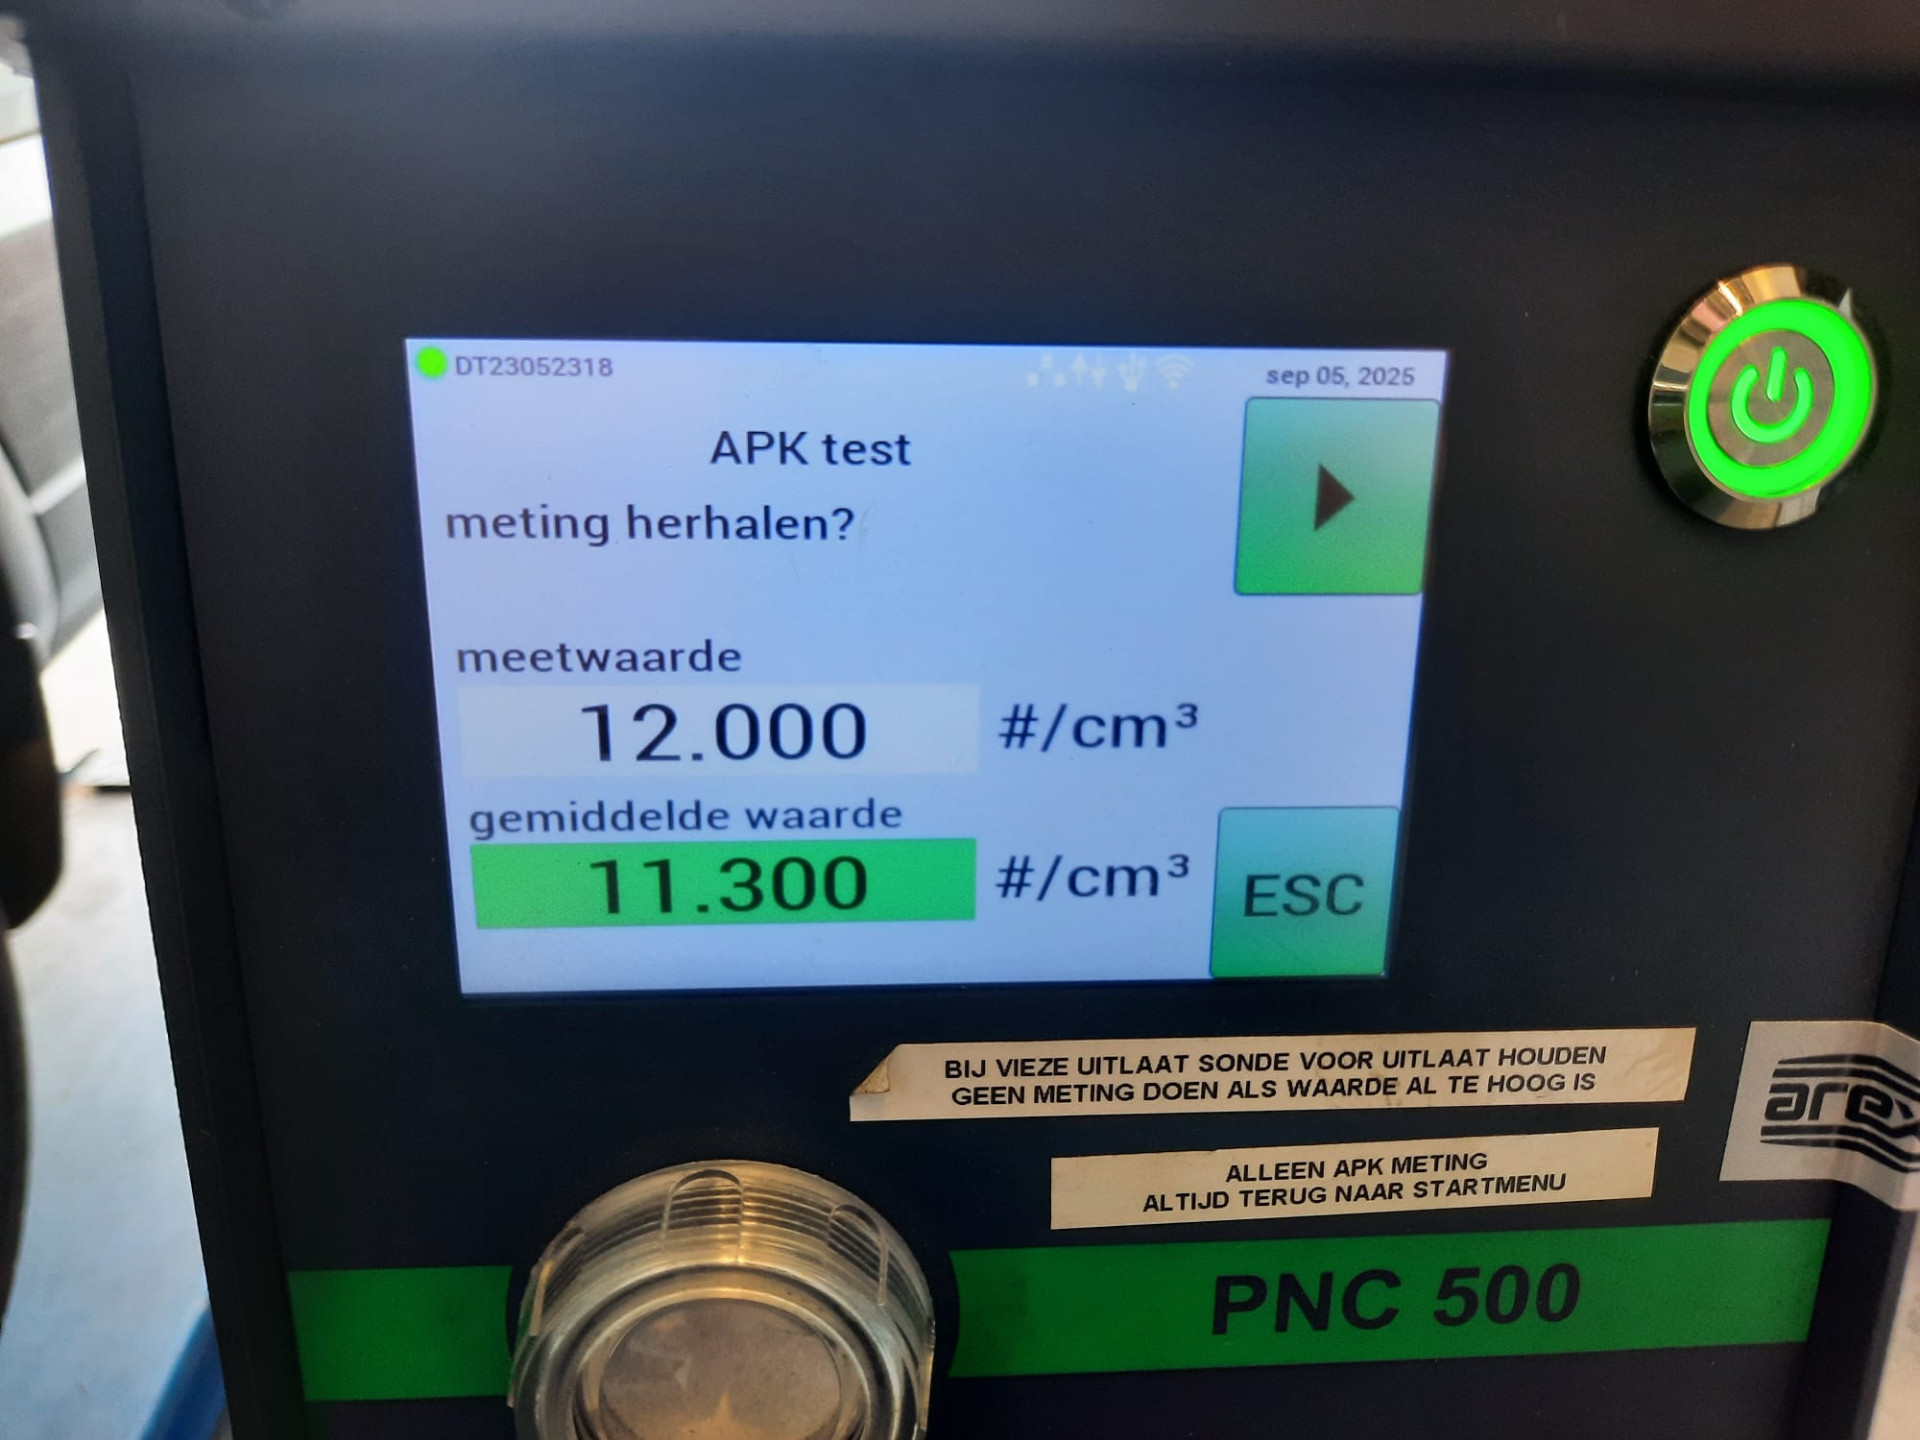 DT23052318
sep 05, 2025
APK test
meting herhalen?
meetwaarde
12.000 #/cm³
gemiddelde waarde
11.300 #/cm³
ESC
BIJ VIEZE UITLAAT SONDE VOOR UITLAAT HOUDEN
GEEN METING DOEN ALS WAARDE AL TE HOOG IS
arex
ALLEEN APK METING
ALTIJD TERUG NAAR STARTMENU
PNC 500